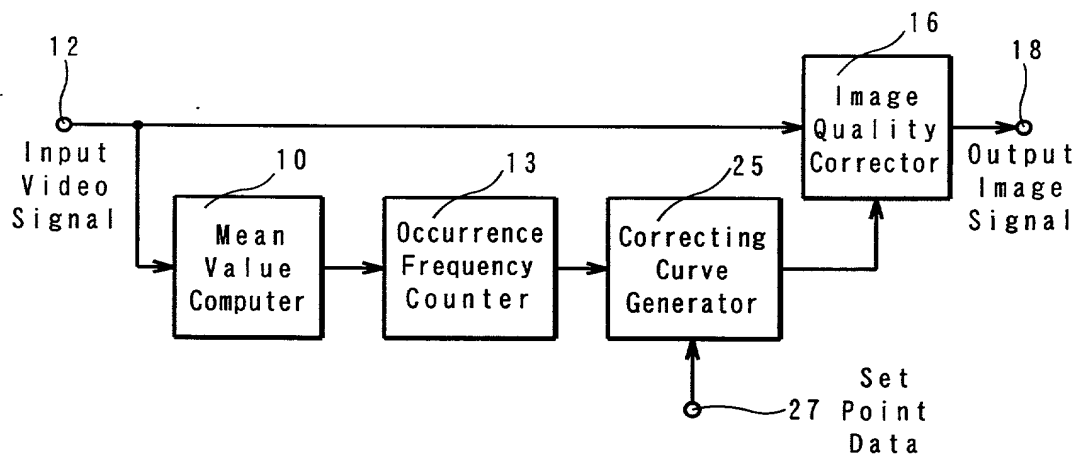 12
Input
Video
Signal
10
Mean
Value
Computer
13
Occurrence
Frequency
Counter
25
Correcting
Curve
Generator
16
Image
Quality
Corrector
18
Output
Image
Signal
27
Set
Point
Data